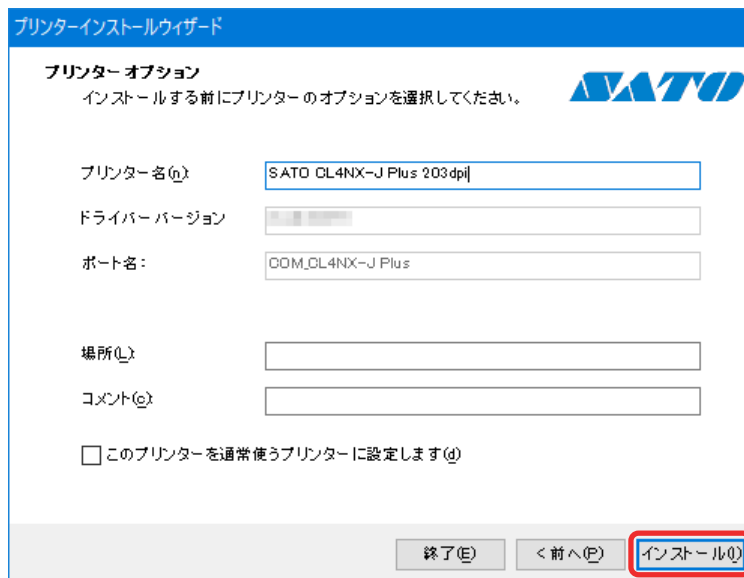 プリンターインストールウィザード
プリンター オプション
インストールする前にプリンターのオプションを選択してください。
SATO
プリンター名(n):
SATO CL4NX-J Plus 203dpi
ドライバー バージョン
ポート名:
COM_CL4NX-J Plus
場所(L):
コメント(c):
このプリンターを通常使うプリンターに設定します(d)
終了(E)
< 前へ(P)
インストール(I)